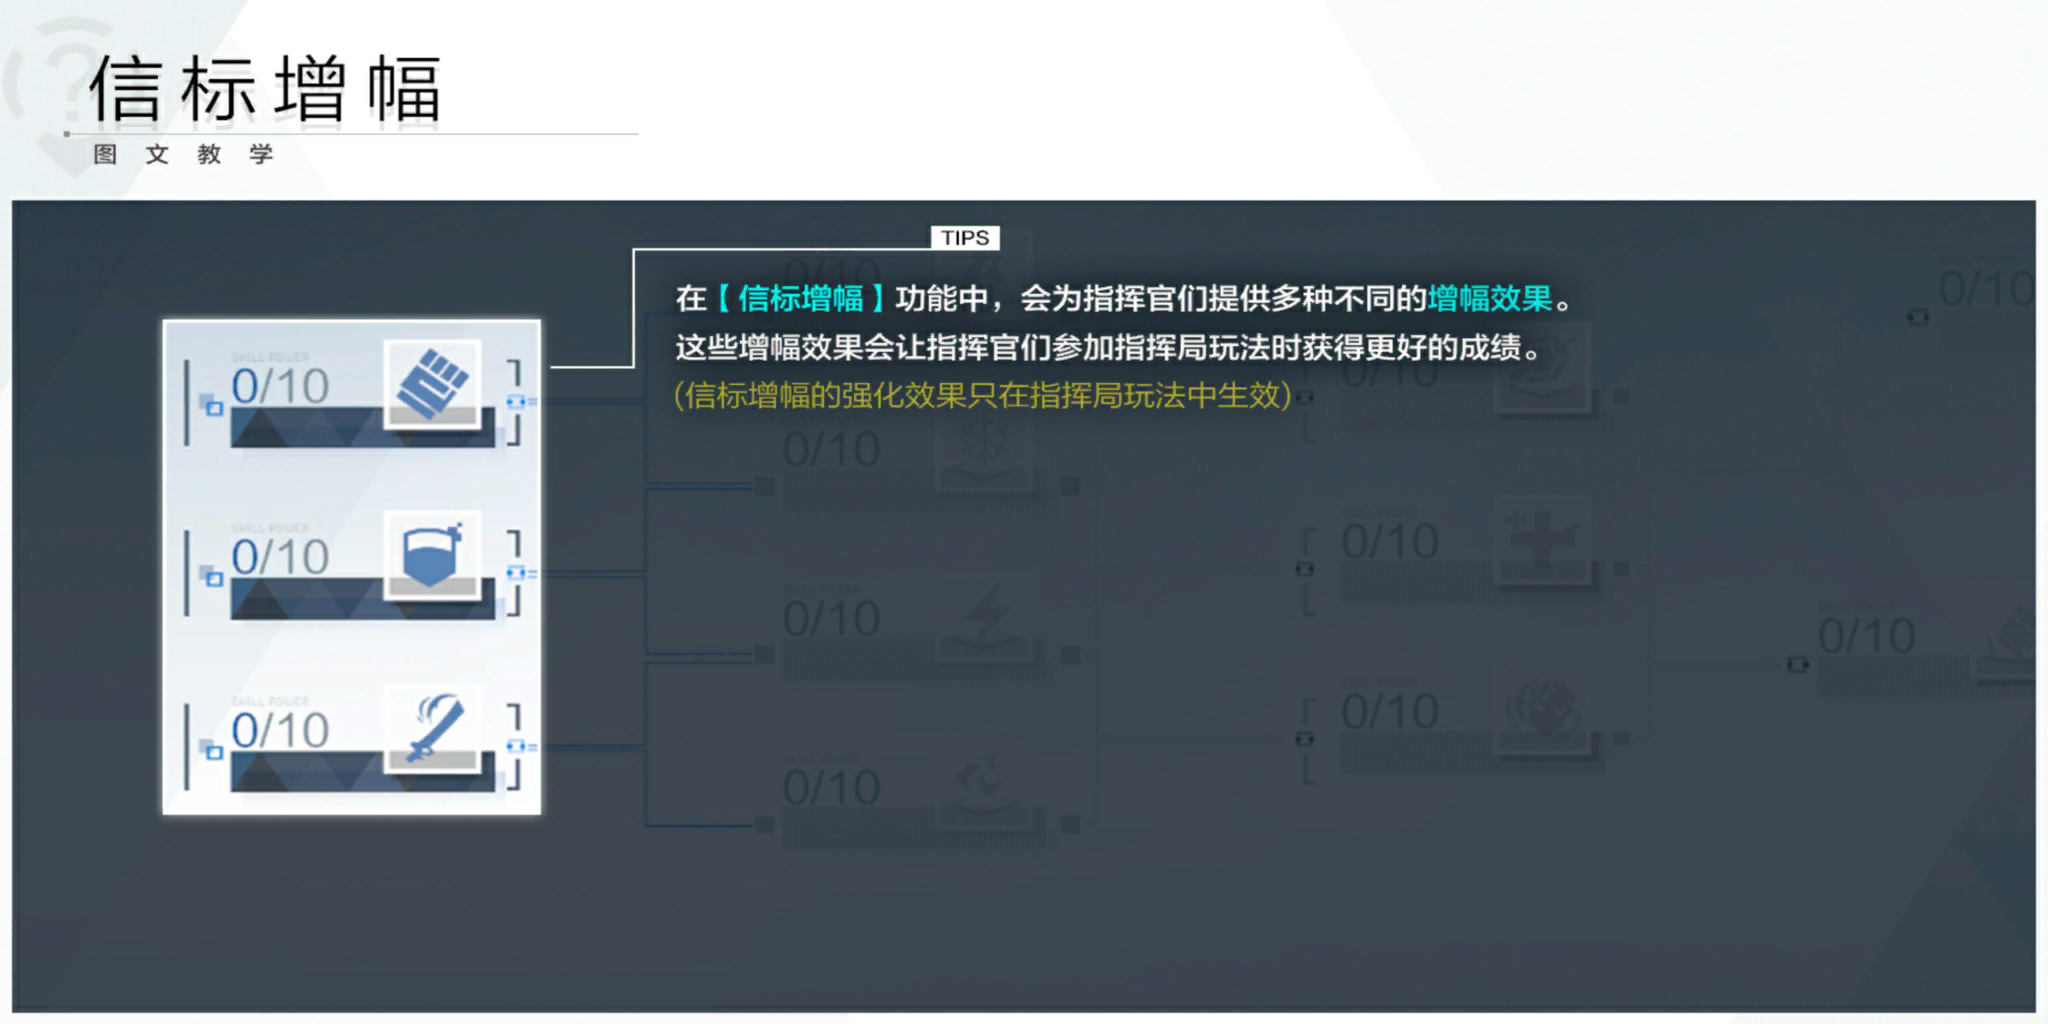 信标增幅
图文教学
TIPS
在【信标增幅】功能中，会为指挥官们提供多种不同的增幅效果。
这些增幅效果会让指挥官们参加指挥局玩法时获得更好的成绩。
(信标增幅的强化效果只在指挥局玩法中生效)
SKILL POWER
0/10
SKILL POWER
0/10
SKILL POWER
0/10
0/10
0/10
0/10
0/10
0/10
0/10
0/10
0/10
0/10